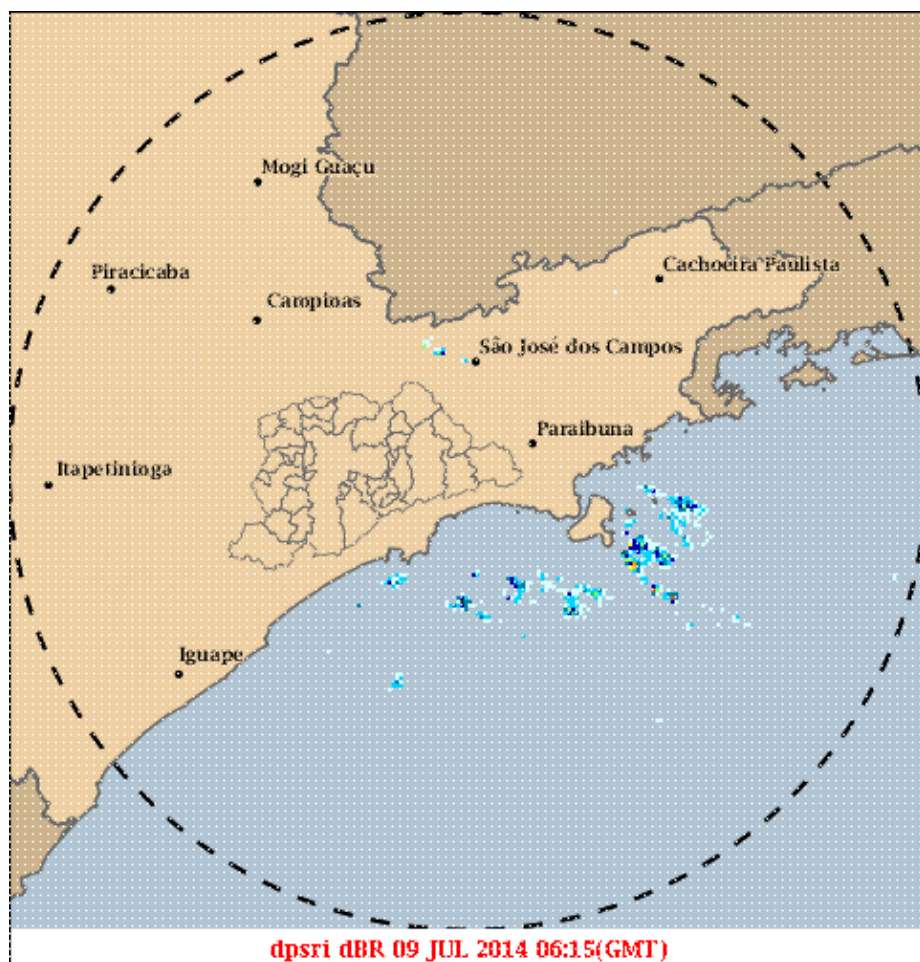 Mogi Guaçu
Piracicaba
Cachoeira Paulista
Campinas
São José dos Campos
Paraibuna
Itapetininga
Iguape
dpsri dBR 09 JUL 2014 06:15(GMT)